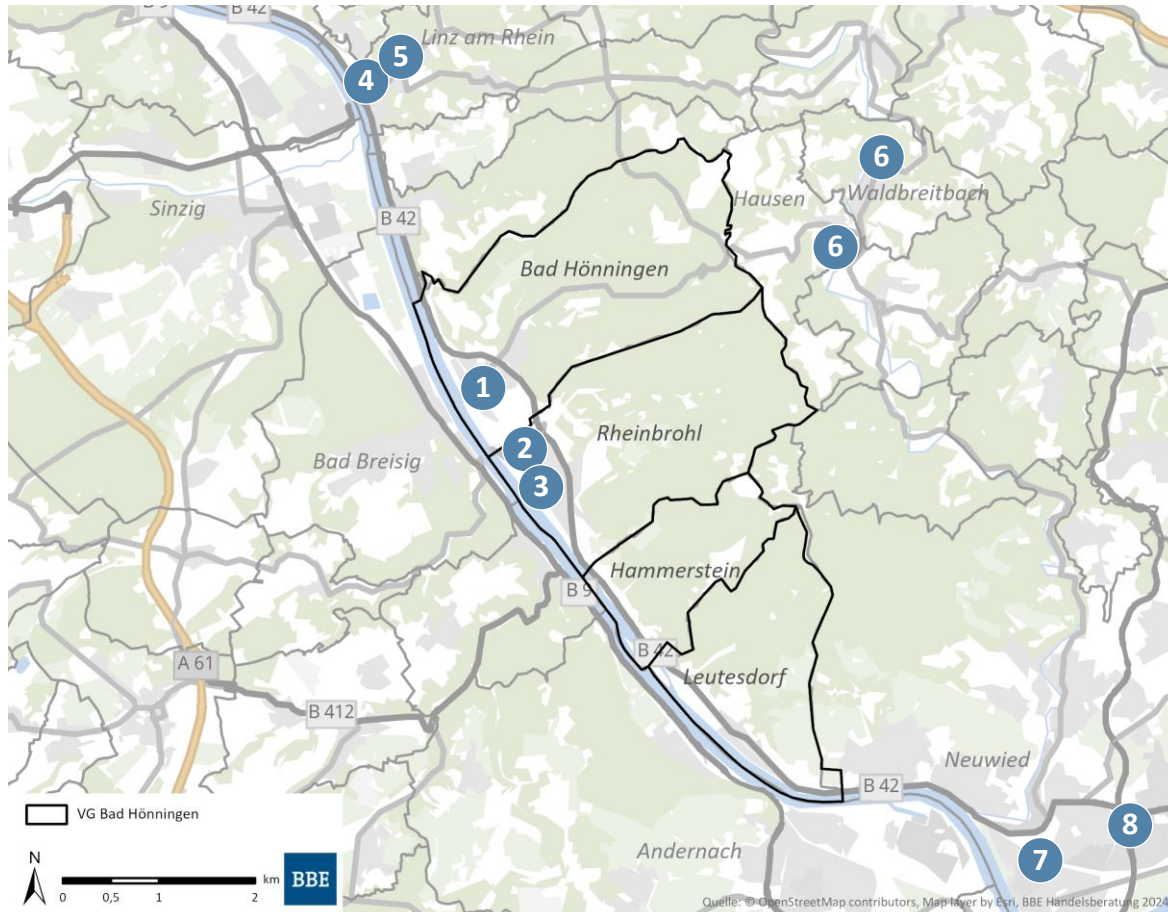 B 9
B 42
5
Linz am Rhein
4
6
Hausen
Waldbreitbach
Sinzig
B 42
6
Bad Hönningen
1
2
Rheinbrohl
Bad Breisig
3
Hammerstein
B 9
B 42
A 61
Leutesdorf
B 412
Neuwied
B 42
VG Bad Hönningen
8
Andernach
7
N
km
BBE
0 0,5 1 2
Quelle: © OpenStreetMap contributors, Map layer by Esri, BBE Handelsberatung 2024